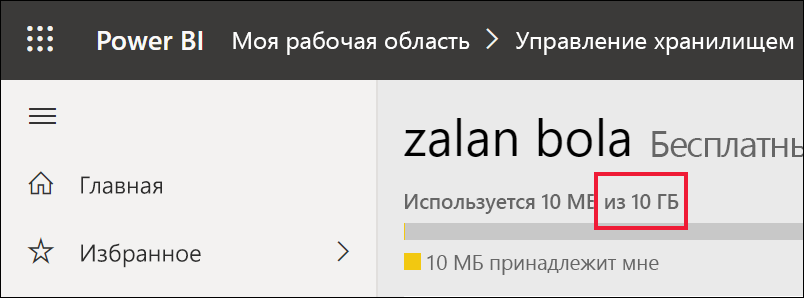 Power BI Моя рабочая область > Управление хранилищем
zalan bola Бесплатны
Главная
Используется 10 МБ из 10 ГБ
Избранное
10 МБ принадлежит мне